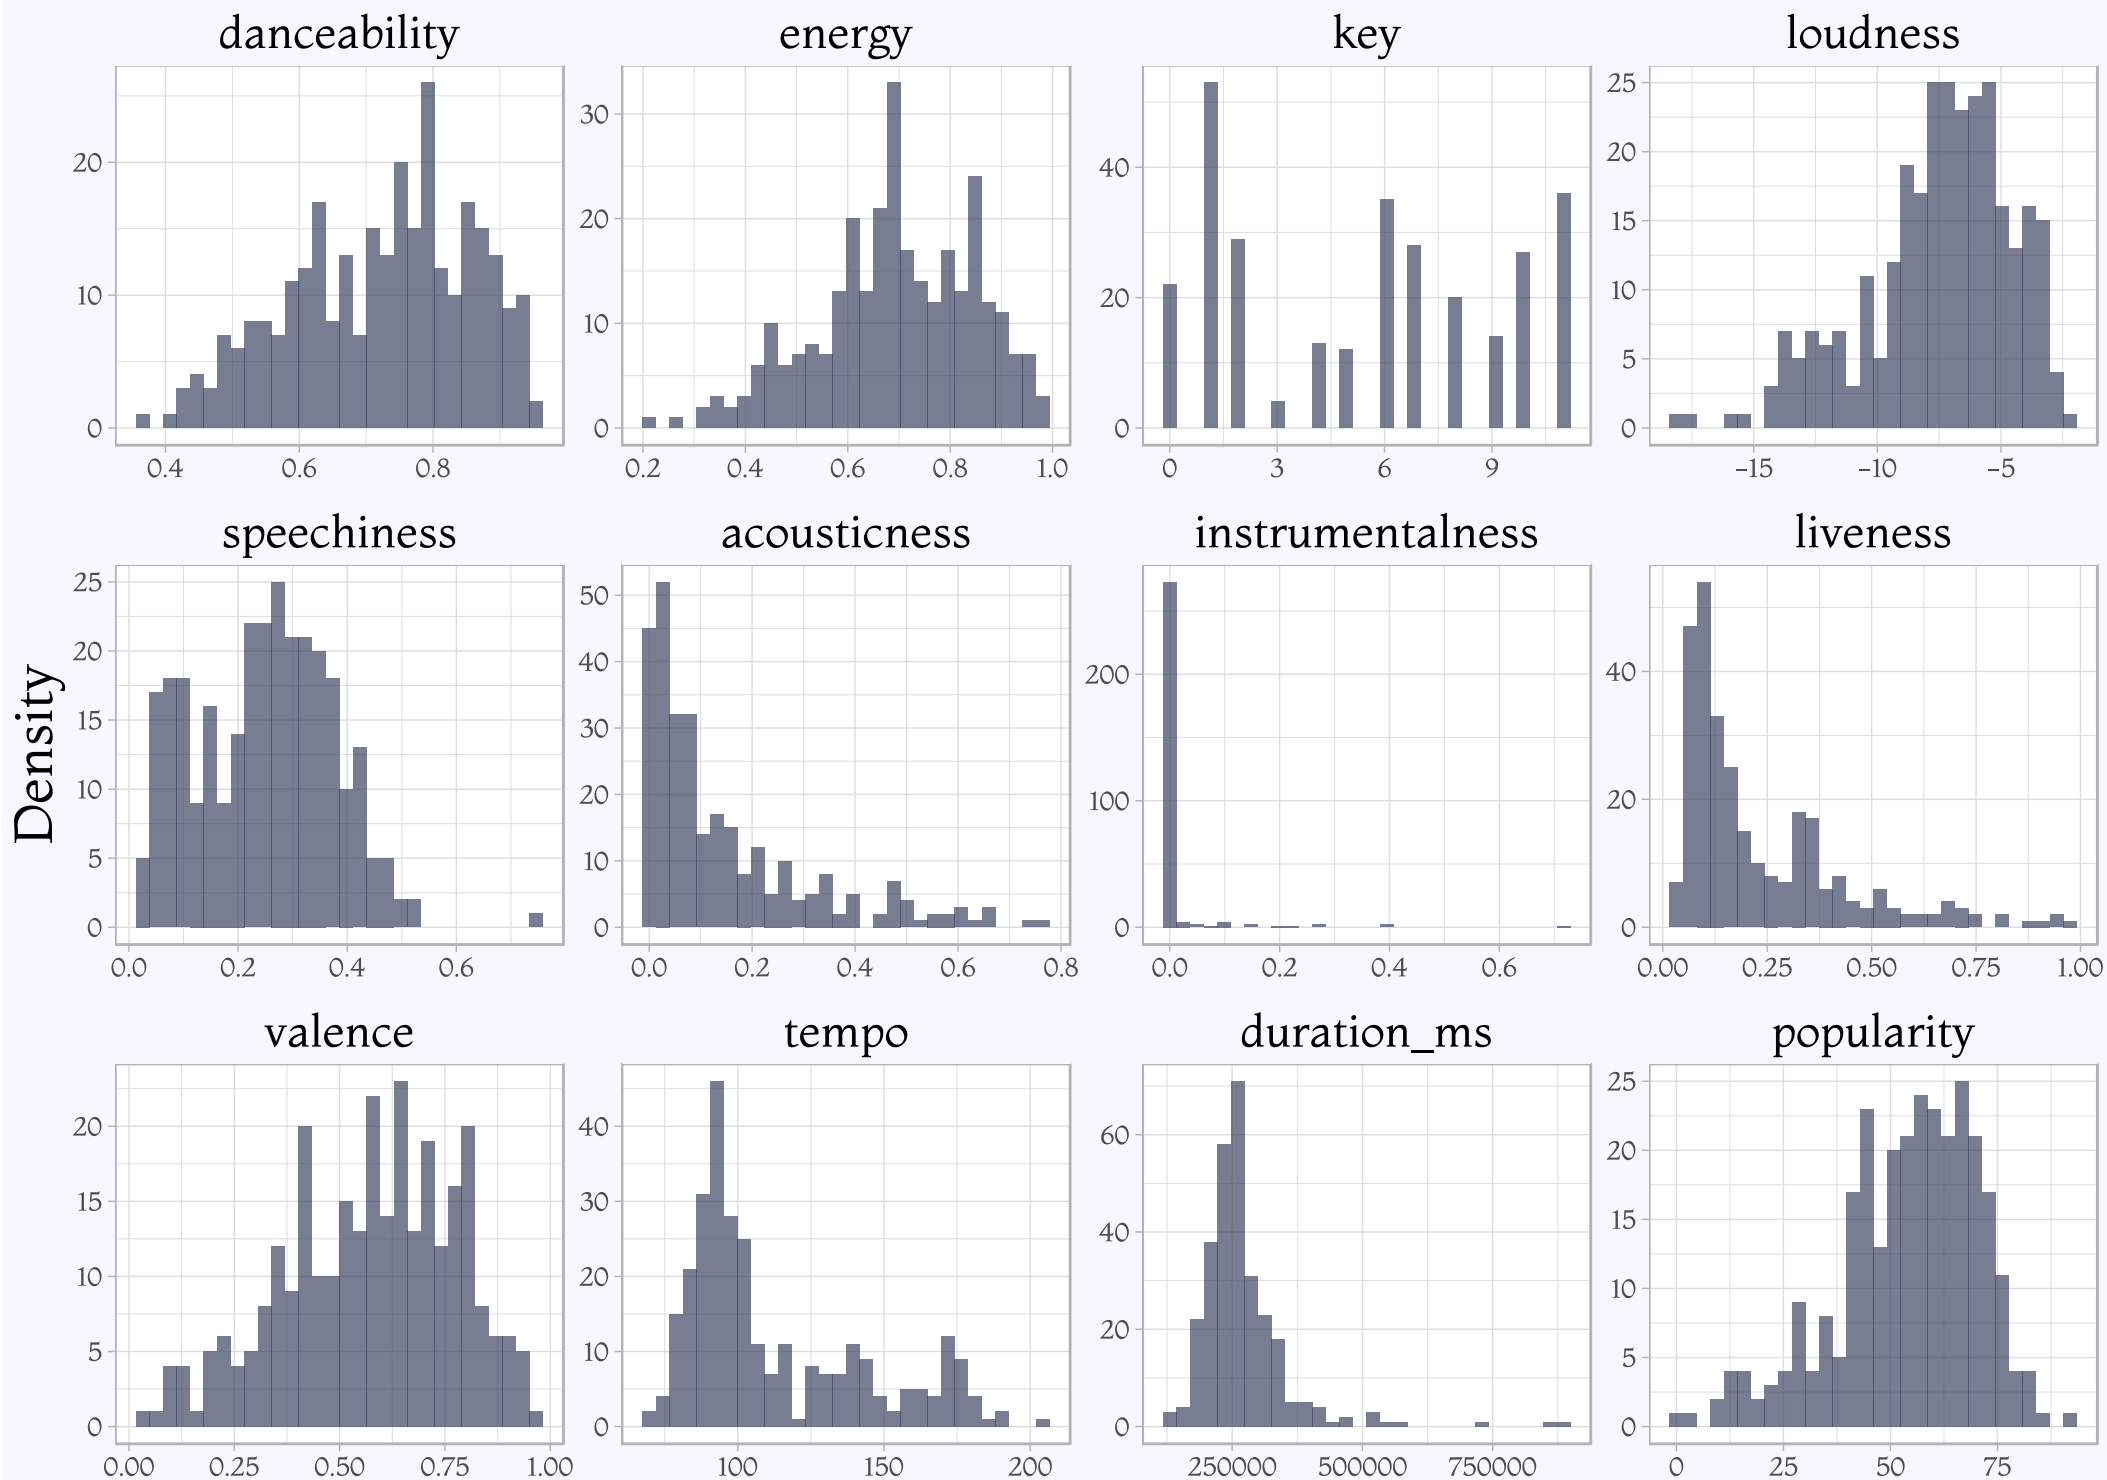 danceability energy key loudness
20 30 40 25
10 20 20 20
0 10 0 15
0 10
5
0
0.4 0.6 0.8 0.2 0.4 0.6 0.8 1.0 0 3 6 9 -15 -10 -5
speechiness acousticness instrumentalness liveness
25 50 200 40
20 40 100 20
15 30 0 0
10 20
5 10
0 0
0.0 0.2 0.4 0.6 0.0 0.2 0.4 0.6 0.8 0.0 0.2 0.4 0.6 0.00 0.25 0.50 0.75 1.00
Density
valence tempo duration_ms popularity
20 40 60 25
15 30 40 20
10 20 20 15
5 10 0 10
0 0 5
0
0.00 0.25 0.50 0.75 1.00 100 150 200 250000 500000 750000 0 25 50 75